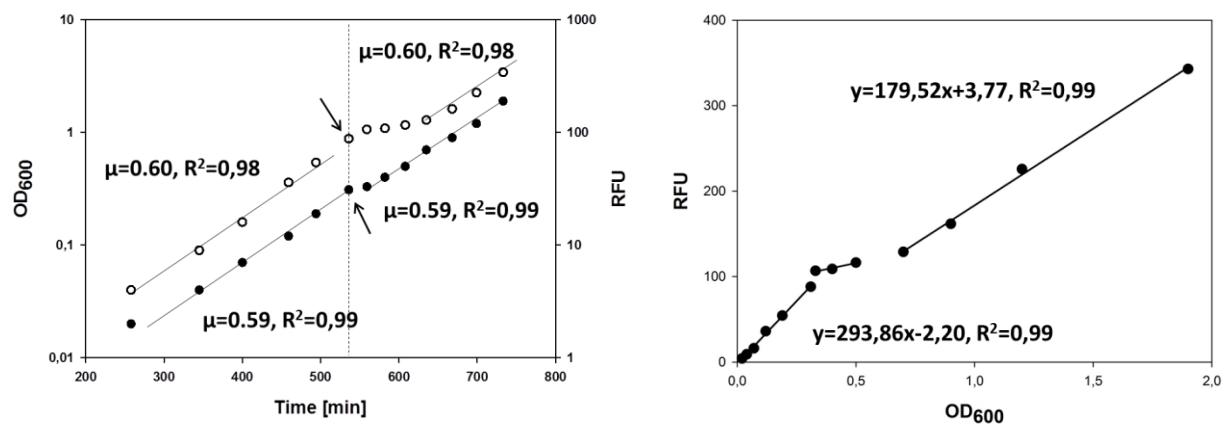 10
1
0,1
0,01
OD600
1000
100
10
1
RFU
μ=0.60, R2=0,98
μ=0.60, R2=0,98
μ=0.59, R2=0,99
μ=0.59, R2=0,99
200 300 400 500 600 700 800
Time [min]
400
300
200
100
0
RFU
y=179,52x+3,77, R2=0,99
y=293,86x-2,20, R2=0,99
0,0 0,5 1,0 1,5 2,0
OD600